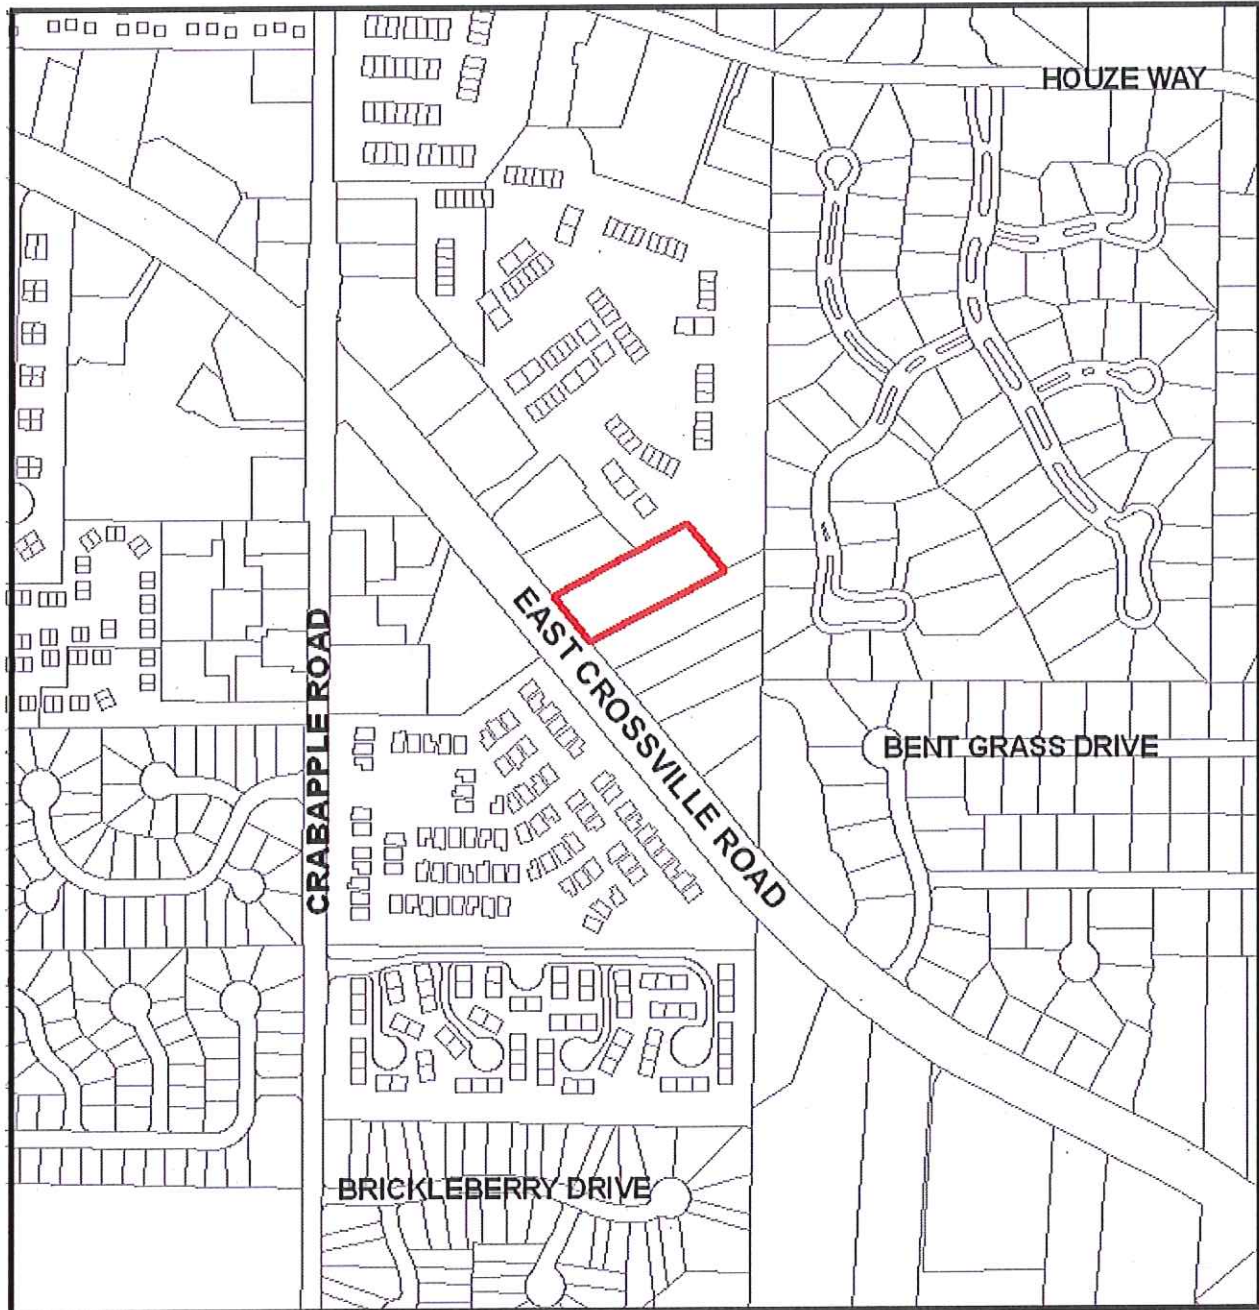 HOUZE WAY
EAST CROSSVILLE ROAD
CRABAPPLE ROAD
BENT GRASS DRIVE
BRICKLEBERRY DRIVE